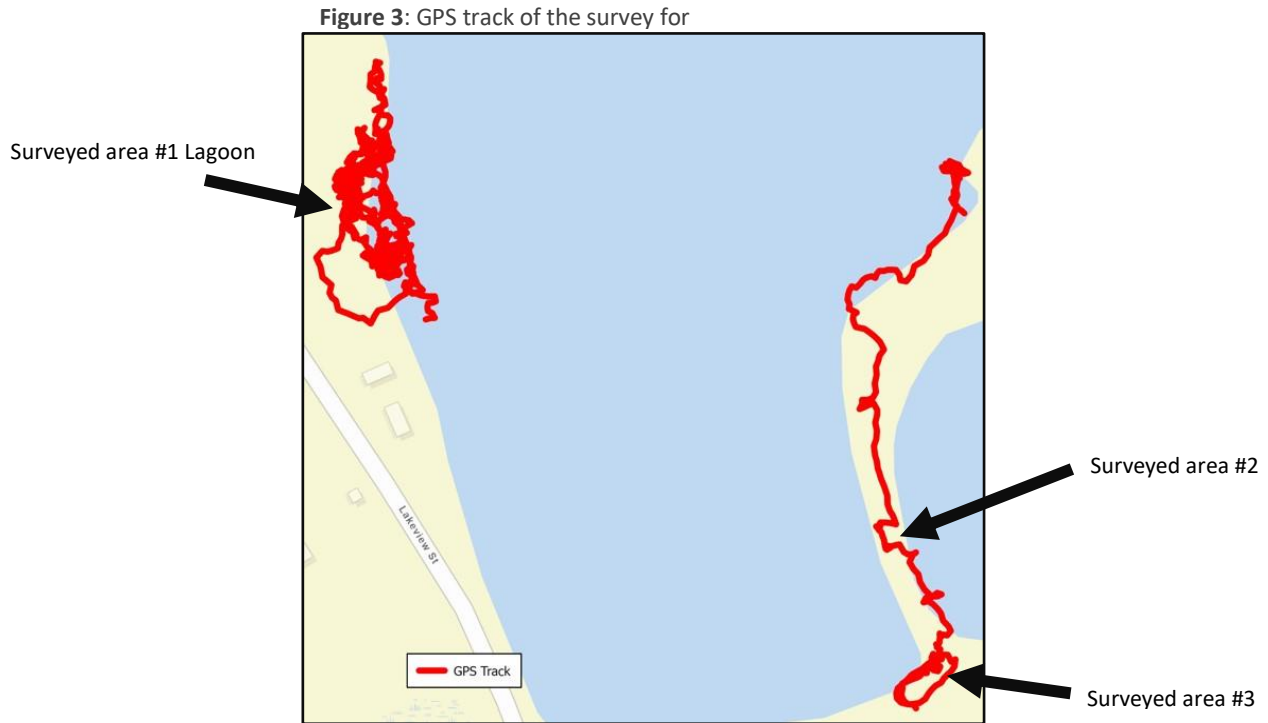 Figure 3: GPS track of the survey for
Surveyed area #1 Lagoon
Surveyed area #2
Lakeview St
GPS Track
Surveyed area #3